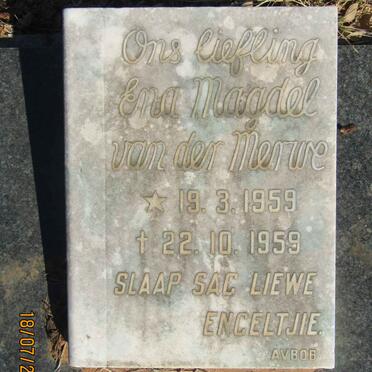 Ons liefling
Ena Magdel
van der Merwe
★ 19. 3. 1959
† 22. 10. 1959
SLAAP SAG LIEWE
ENGELTJIE.
AVBOB
18/07/2